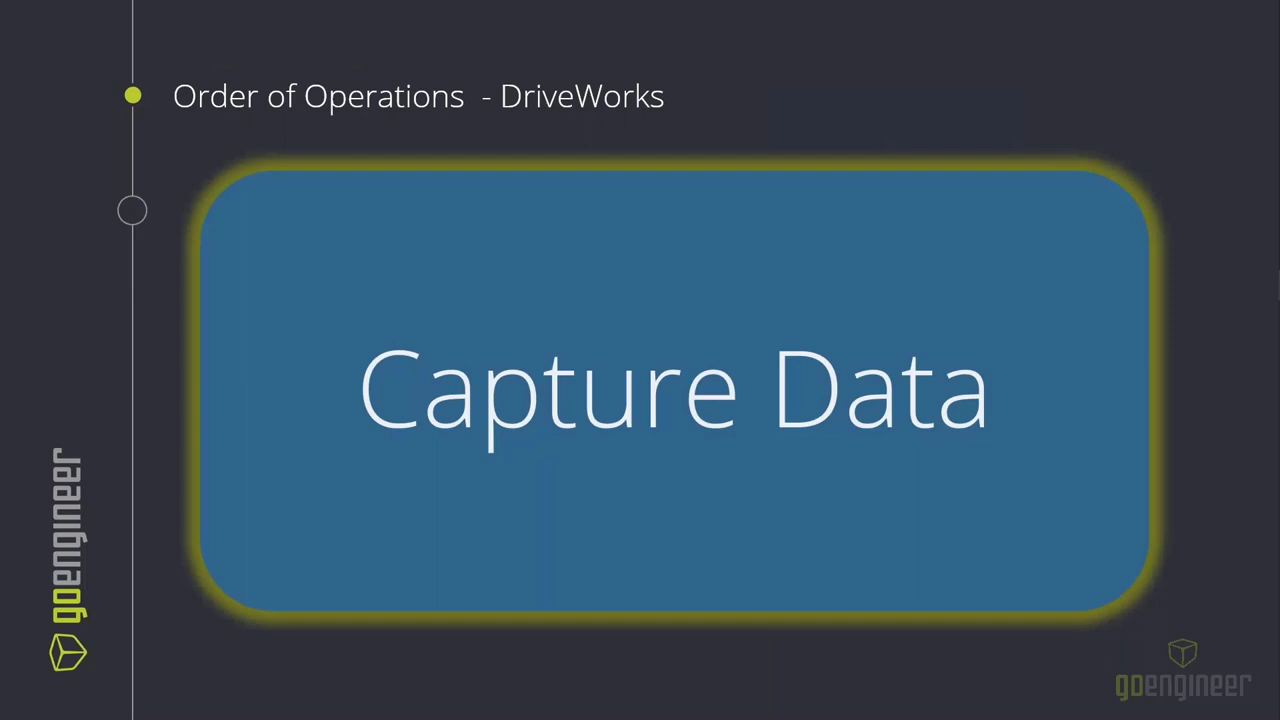 Order of Operations - DriveWorks
Capture Data
goengineer
goengineer